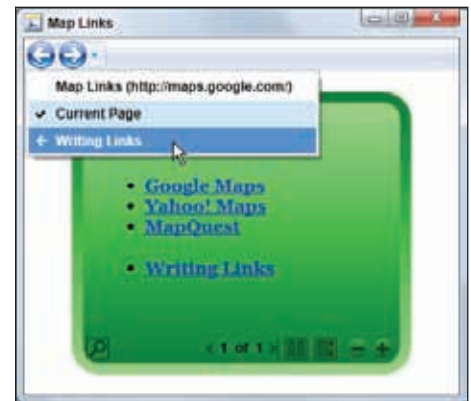 Map Links
Map Links (http://maps.google.com/)
Current Page
Writing Links
Google Maps
Yahoo! Maps
MapQuest
Writing Links
1 of 1